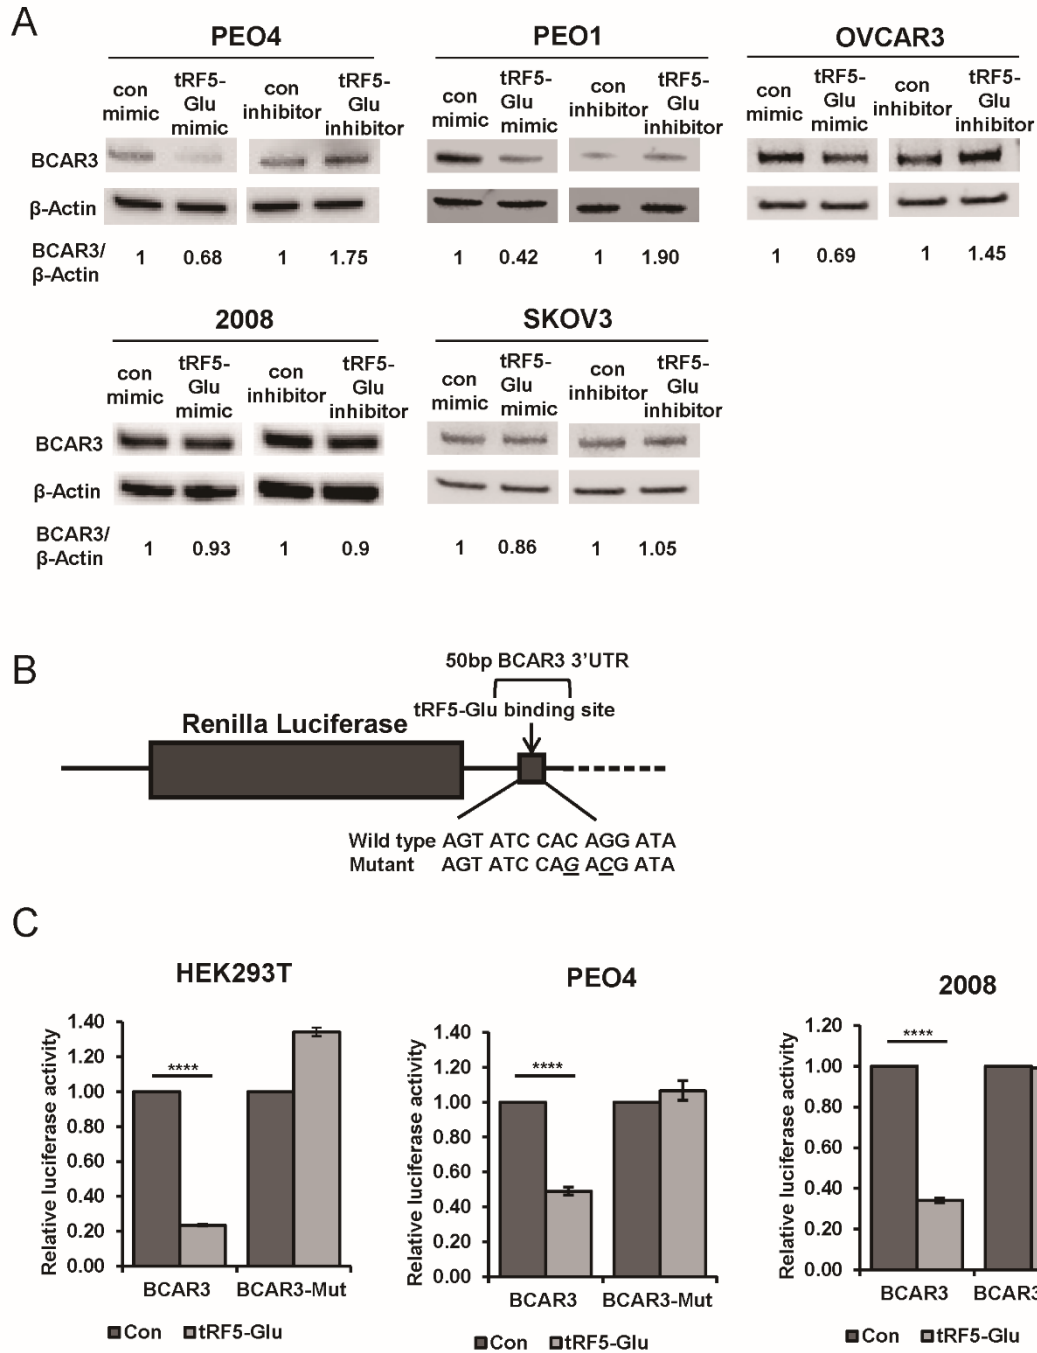 A
PEO4
PEO1
OVCAR3
con mimic
tRF5-Glu mimic
con inhibitor
tRF5-Glu inhibitor
con mimic
tRF5-Glu mimic
con inhibitor
tRF5-Glu inhibitor
con mimic
tRF5-Glu mimic
con inhibitor
tRF5-Glu inhibitor
BCAR3
β-Actin
BCAR3/
β-Actin
1 0.68 1 1.75
1 0.42 1 1.90
1 0.69 1 1.45
2008
SKOV3
con mimic
tRF5-Glu mimic
con inhibitor
tRF5-Glu inhibitor
con mimic
tRF5-Glu mimic
con inhibitor
tRF5-Glu inhibitor
BCAR3
β-Actin
BCAR3/
β-Actin
1 0.93 1 0.9
1 0.86 1 1.05
B
50bp BCAR3 3'UTR
tRF5-Glu binding site
Renilla Luciferase
Wild type AGT ATC CAC AGG ATA
Mutant AGT ATC CAG ACG ATA
C
HEK293T
Relative luciferase activity
1.40
1.20
1.00
0.80
0.60
0.40
0.20
0.00
****
BCAR3 BCAR3-Mut
Con tRF5-Glu
PEO4
Relative luciferase activity
1.40
1.20
1.00
0.80
0.60
0.40
0.20
0.00
****
BCAR3 BCAR3-Mut
Con tRF5-Glu
2008
Relative luciferase activity
1.20
1.00
0.80
0.60
0.40
0.20
0.00
****
BCAR3 BCAR3
Con tRF5-Glu